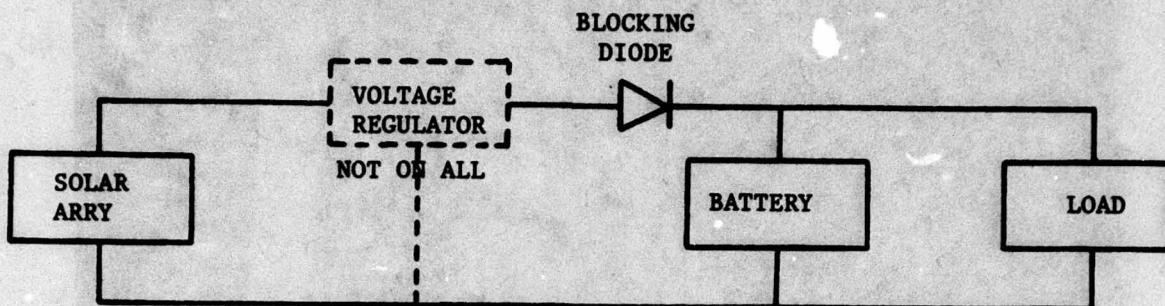 BLOCKING
DIODE
VOLTAGE
REGULATOR
NOT ON ALL
SOLAR
ARRY
BATTERY
LOAD